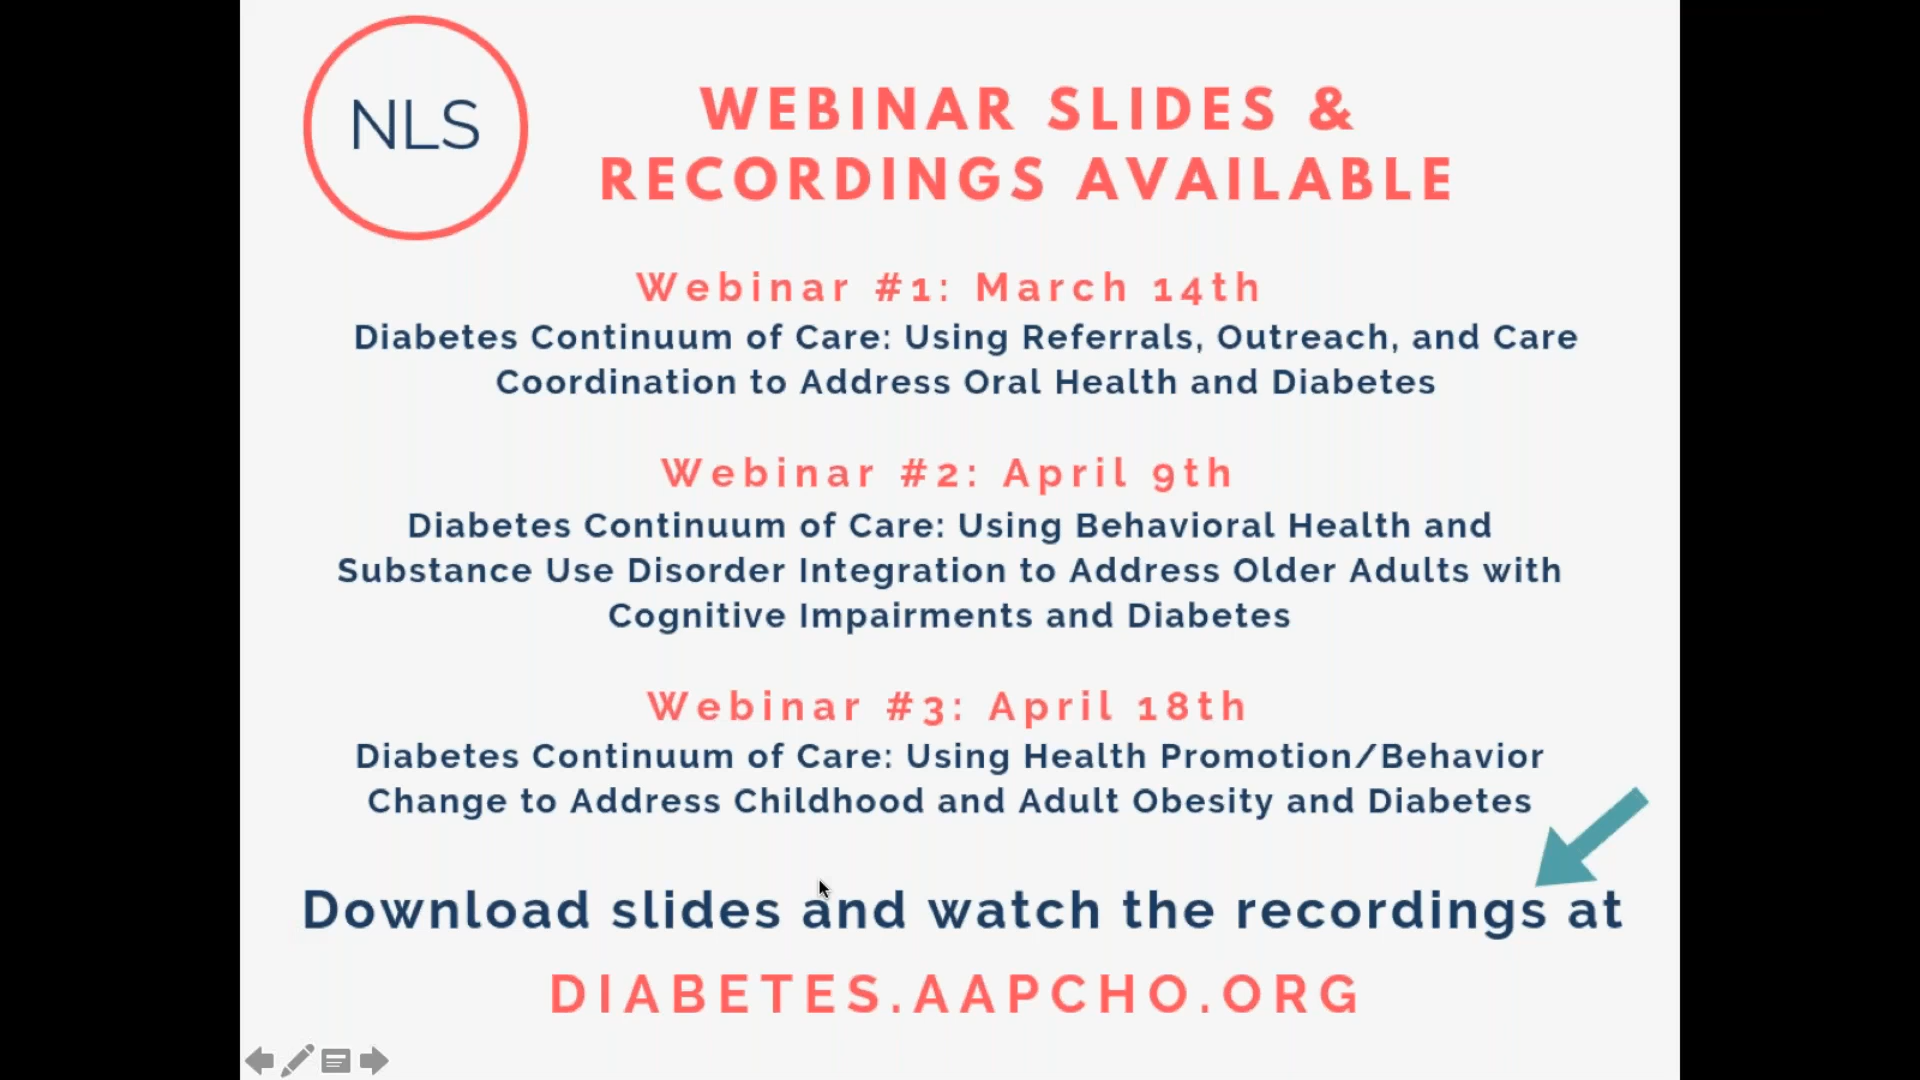 NLS
WEBINAR SLIDES &
RECORDINGS AVAILABLE
Webinar #1: March 14th
Diabetes Continuum of Care: Using Referrals, Outreach, and Care
Coordination to Address Oral Health and Diabetes
Webinar #2: April 9th
Diabetes Continuum of Care: Using Behavioral Health and
Substance Use Disorder Integration to Address Older Adults with
Cognitive Impairments and Diabetes
Webinar #3: April 18th
Diabetes Continuum of Care: Using Health Promotion/Behavior
Change to Address Childhood and Adult Obesity and Diabetes
Download slides and watch the recordings at
DIABETES.AAPCHO.ORG